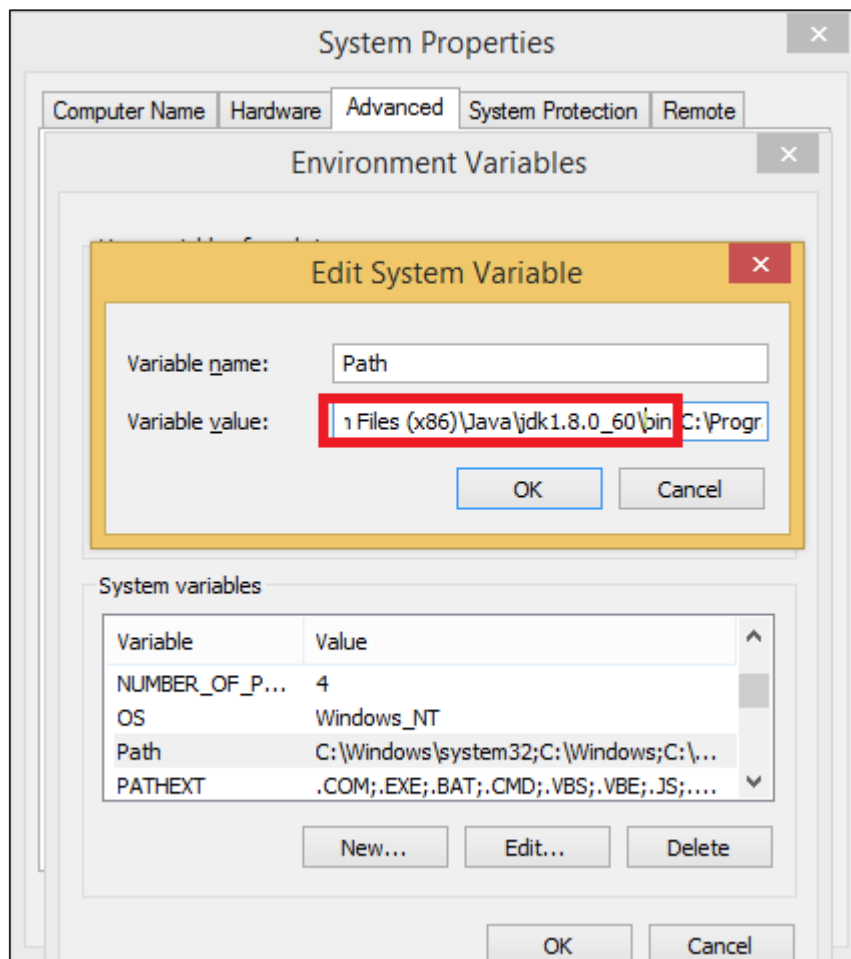 System Properties
Computer Name Hardware Advanced System Protection Remote
Environment Variables
Edit System Variable
Variable name: Path
Variable value: n Files (x86)\Java\jdk1.8.0_60\bin C:\Progr
OK Cancel
System variables
Variable Value
NUMBER_OF_P... 4
OS Windows_NT
Path C:\Windows\system32;C:\Windows;C:\...
PATHEXT .COM;.EXE;.BAT;.CMD;.VBS;.VBE;.JS;....
New... Edit... Delete
OK Cancel